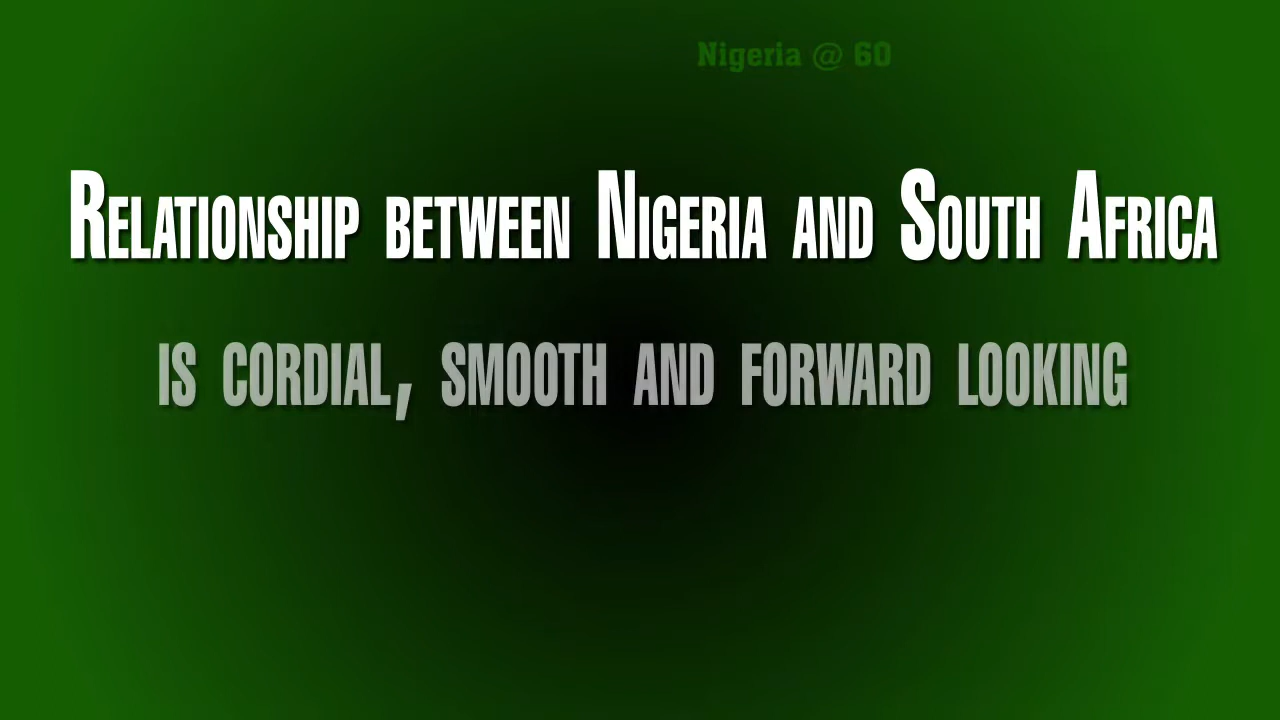 Nigeria @ 60
Relationship between Nigeria and South Africa
is cordial, smooth and forward looking